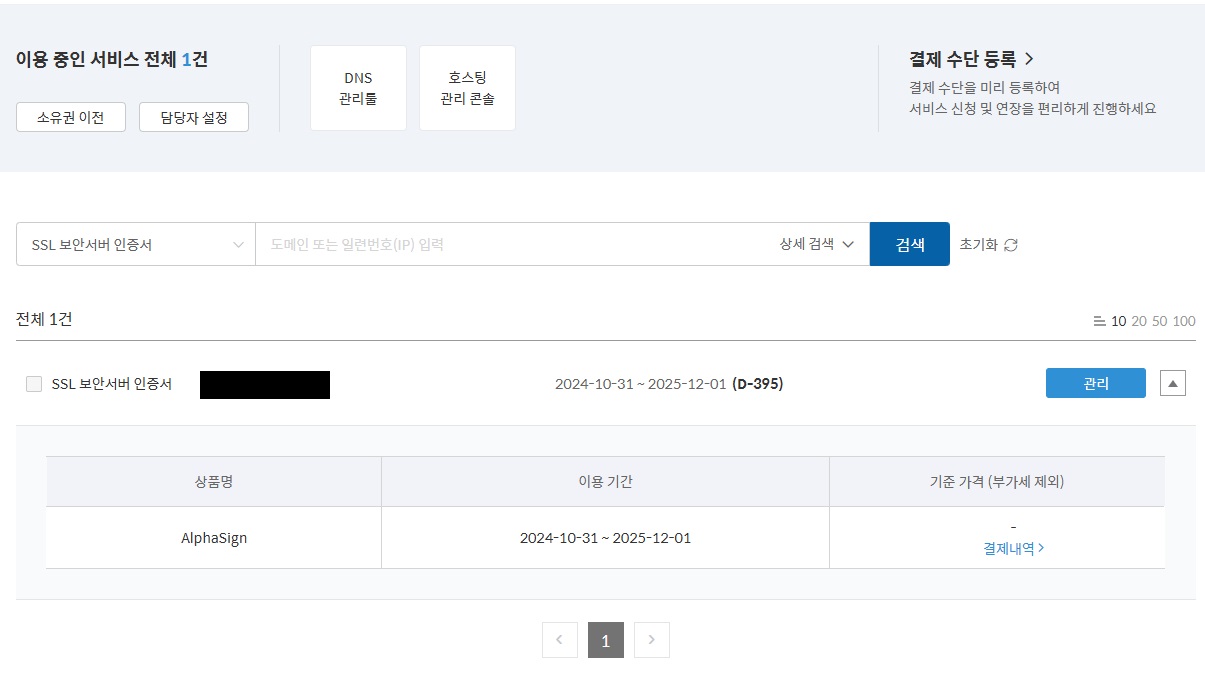 이용 중인 서비스 전체 1건
소유권 이전
담당자 설정
DNS
관리툴
호스팅
관리 콘솔
결제 수단 등록 >
결제 수단을 미리 등록하여
서비스 신청 및 연장을 편리하게 진행하세요
SSL 보안서버 인증서
도메인 또는 일련번호(IP) 입력
상세 검색
검색
초기화
전체 1건
10 20 50 100
SSL 보안서버 인증서
2024-10-31 ~ 2025-12-01 (D-395)
관리
상품명
이용 기간
기준 가격 (부가세 제외)
AlphaSign
2024-10-31 ~ 2025-12-01
-
결제내역 >
< 1 >